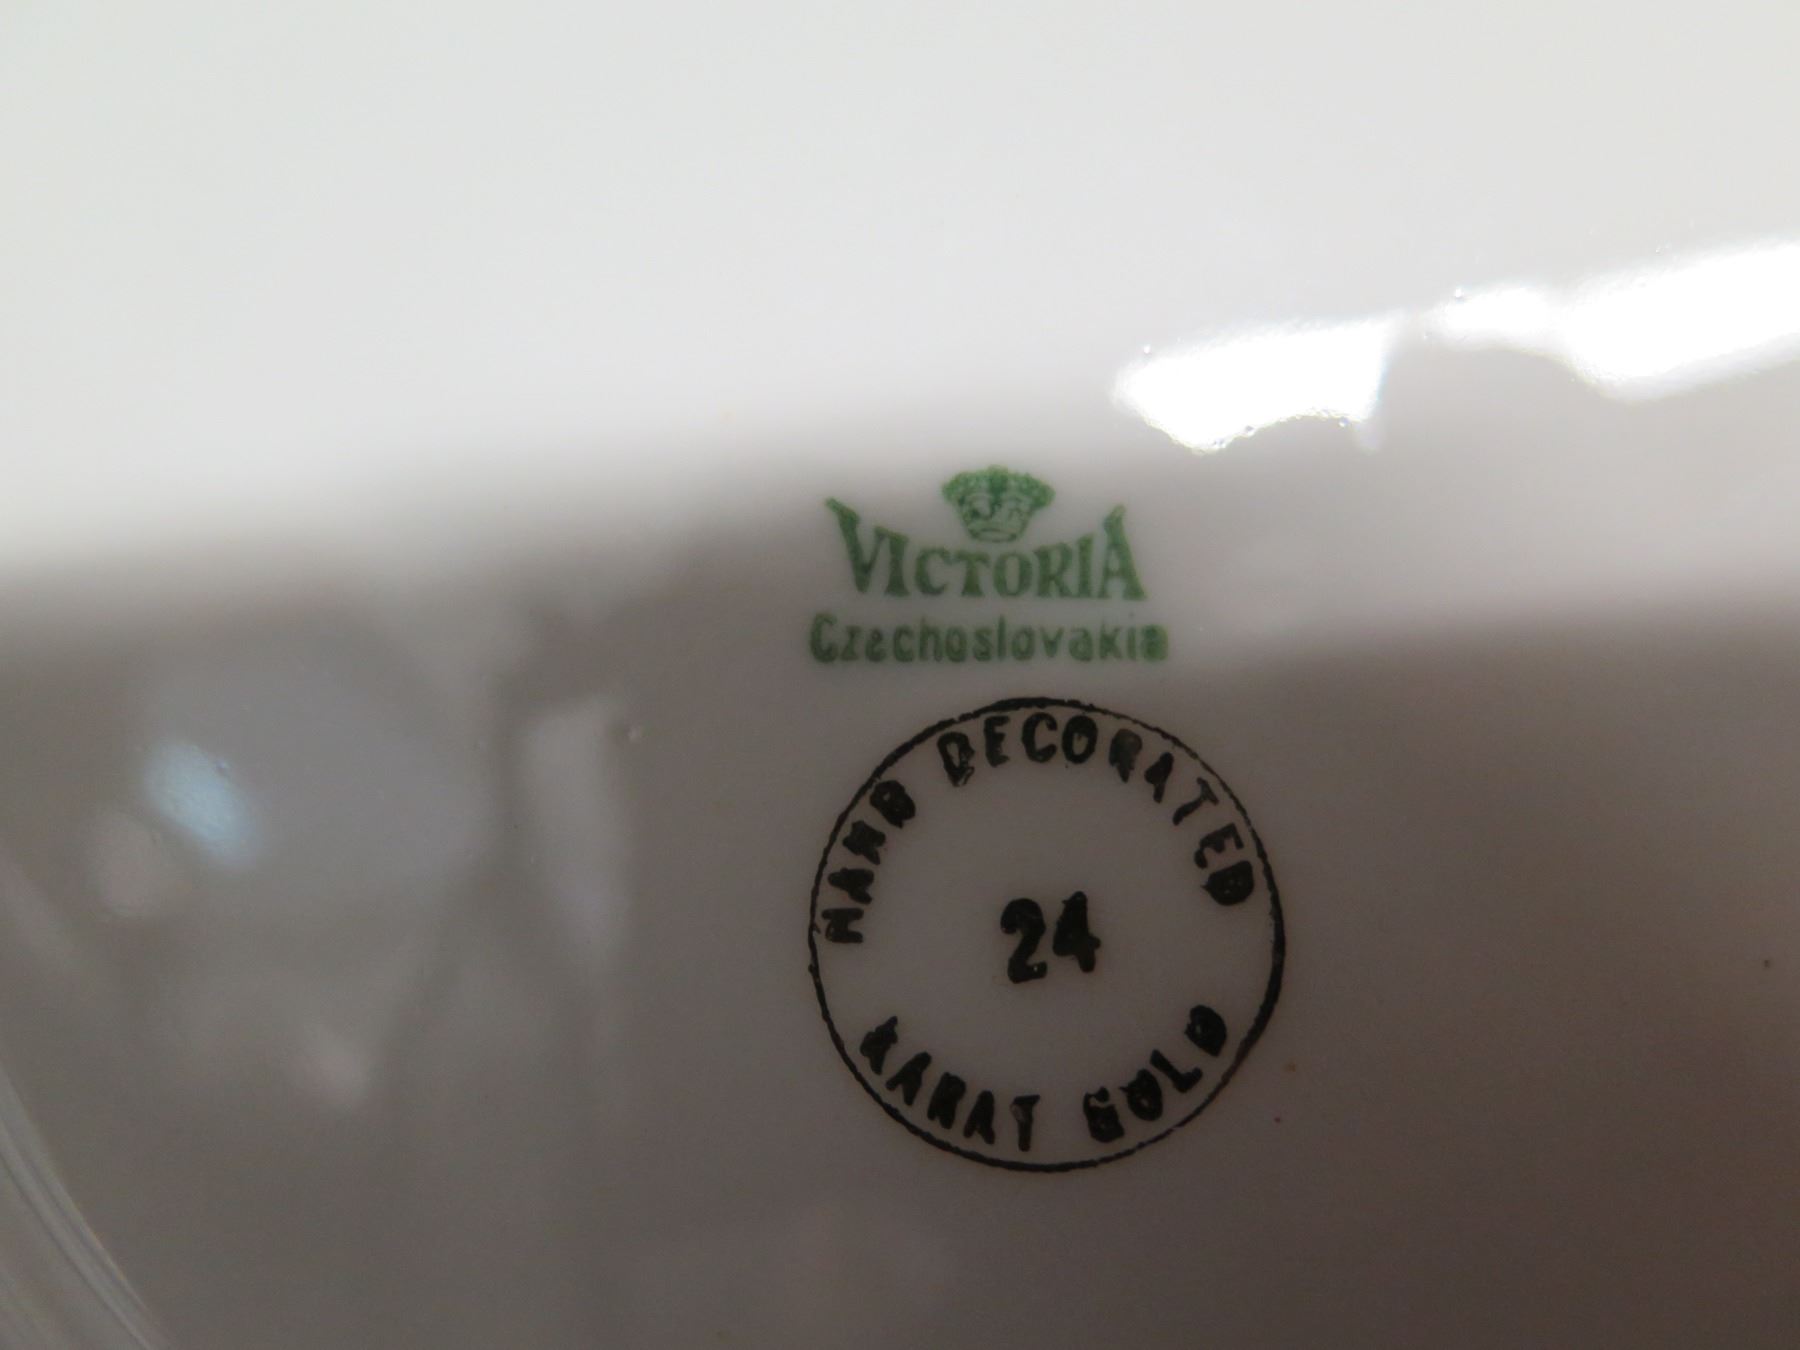 VICTORIA
Czechoslovakia
HAND DECORATED
24
KARAT GOLD